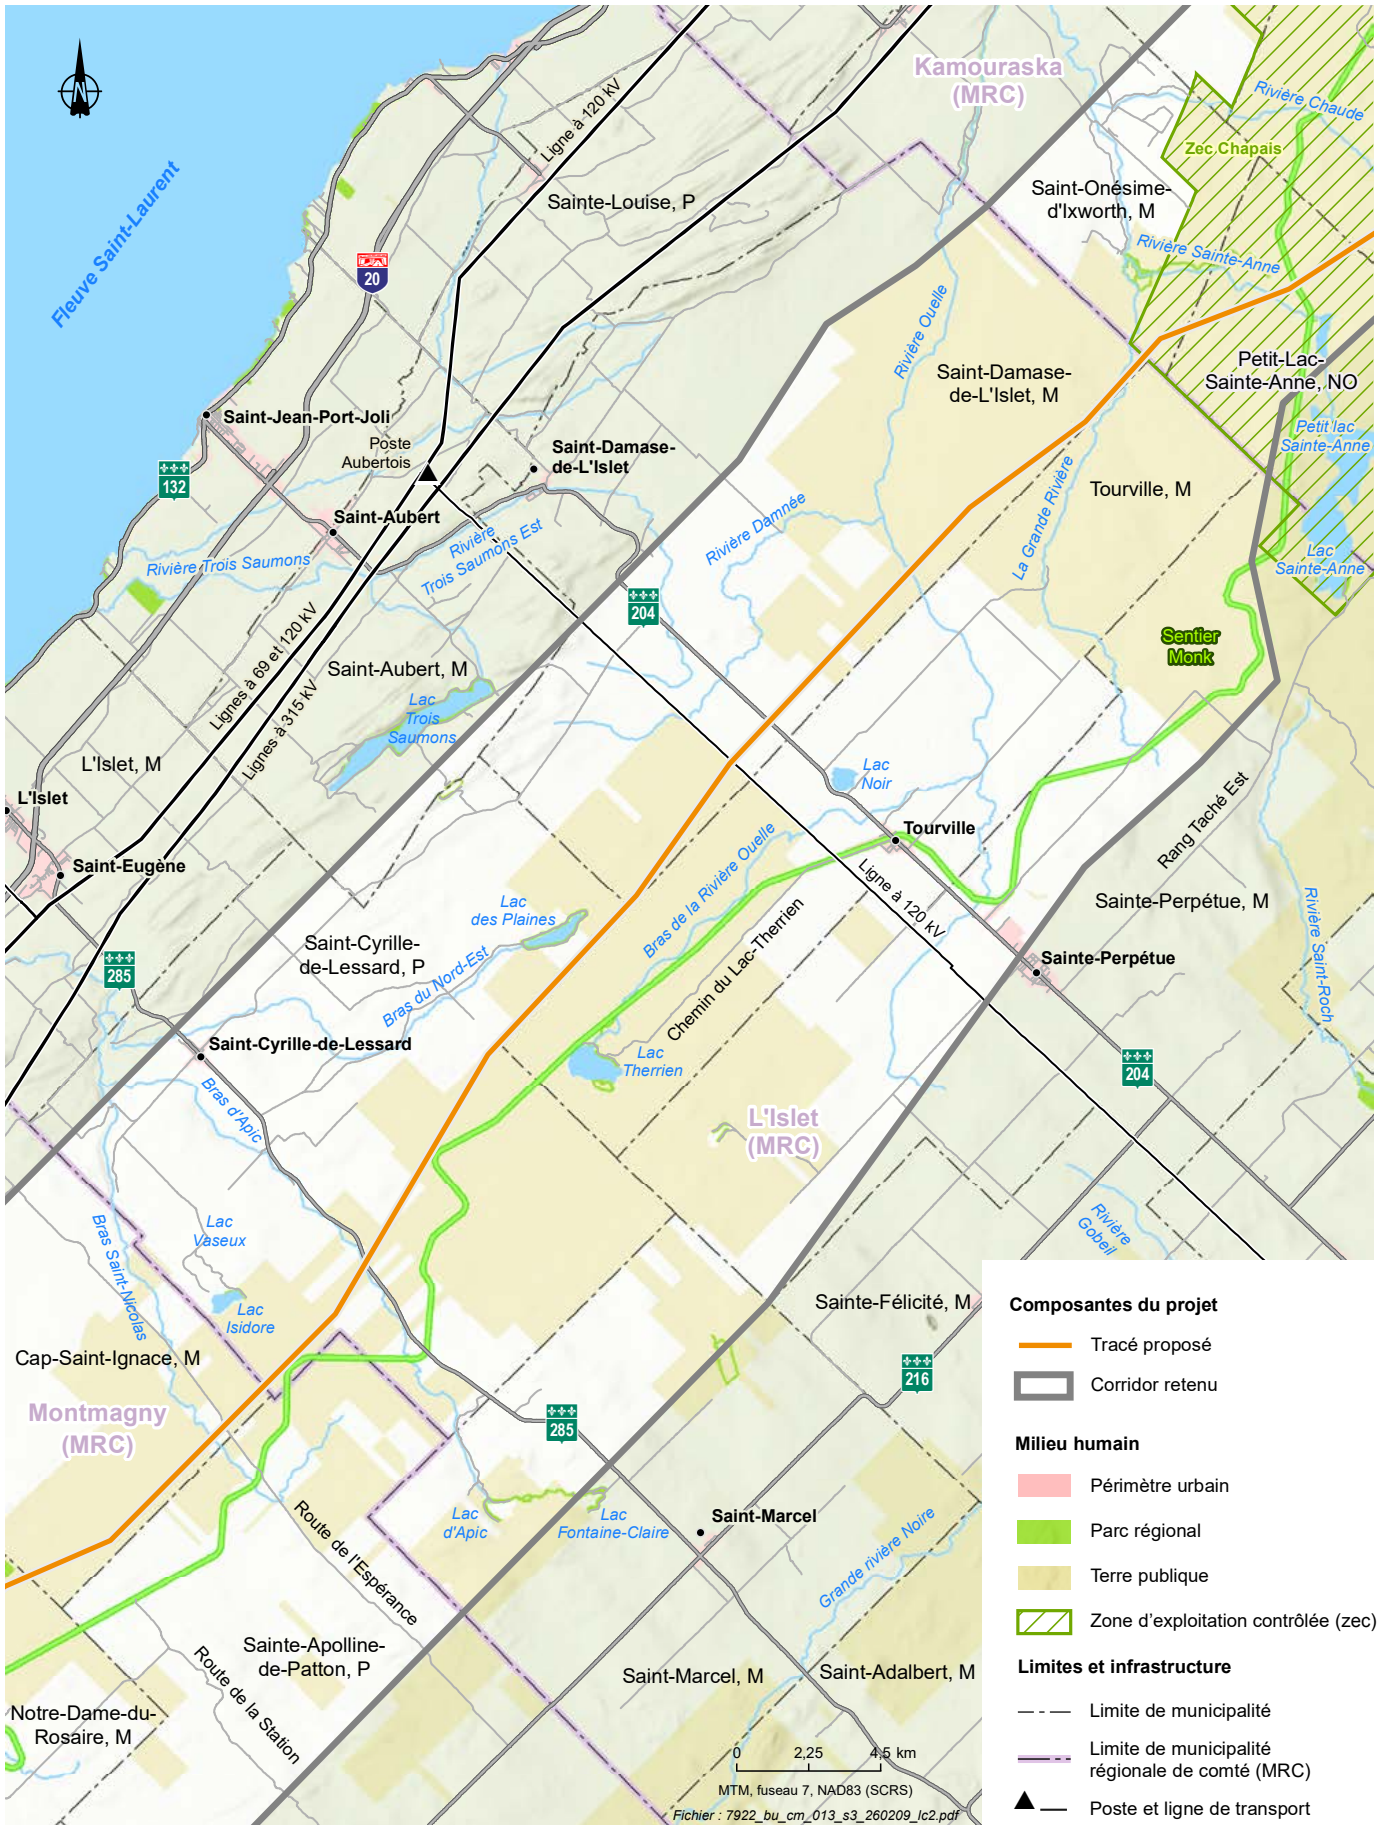 N
Fleuve Saint-Laurent
Kamouraska
(MRC)
Rivière Chaude
Zec Chapais
Ligne à 120 kV
Sainte-Louise, P
Saint-Onésime-
d'Ixworth, M
Rivière Sainte-Anne
20
Rivière Ouelle
Saint-Damase-
de-L'Islet, M
Petit-Lac-
Sainte-Anne, NO
Petit lac
Sainte-Anne
Saint-Jean-Port-Joli
Poste
Aubertois
Saint-Damase-
de-L'Islet
132
Saint-Aubert
Tourville, M
Rivière Damnée
La Grande Rivière
Rivière
Trois Saumons Est
Rivière Trois Saumons
Lac
Sainte-Anne
204
Sentier
Monk
Lignes à 69 et 120 kV
Lignes à 315 kV
Saint-Aubert, M
Lac
Trois
Saumons
L'Islet, M
L'Islet
Lac
Noir
Rang Taché Est
Saint-Eugène
Tourville
Bras de la Rivière Ouelle
Ligne à 120 kV
Sainte-Perpétue, M
Rivière Saint-Roch
Lac
des Plaines
Chemin du Lac-Therrien
Saint-Cyrille-
de-Lessard, P
Sainte-Perpétue
285
Bras du Nord-Est
Saint-Cyrille-de-Lessard
Lac
Therrien
204
Bras d'Apic
L'Islet
(MRC)
Bras Saint-Nicolas
Lac
Vaseux
Rivière
Gobeil
Lac
Isidore
Sainte-Félicité, M
Cap-Saint-Ignace, M
216
Montmagny
(MRC)
285
Route de l'Espérance
Lac
d'Apic
Lac
Fontaine-Claire
Saint-Marcel
Grande rivière Noire
Sainte-Apolline-
de-Patton, P
Route de la Station
Saint-Marcel, M
Saint-Adalbert, M
Notre-Dame-du-
Rosaire, M
0 2,25 4,5 km
MTM, fuseau 7, NAD83 (SCRS)
Fichier : 7922_bu_cm_013_s3_260209_lc2.pdf
Composantes du projet
Tracé proposé
Corridor retenu
Milieu humain
Périmètre urbain
Parc régional
Terre publique
Zone d'exploitation contrôlée (zec)
Limites et infrastructure
Limite de municipalité
Limite de municipalité
régionale de comté (MRC)
Poste et ligne de transport